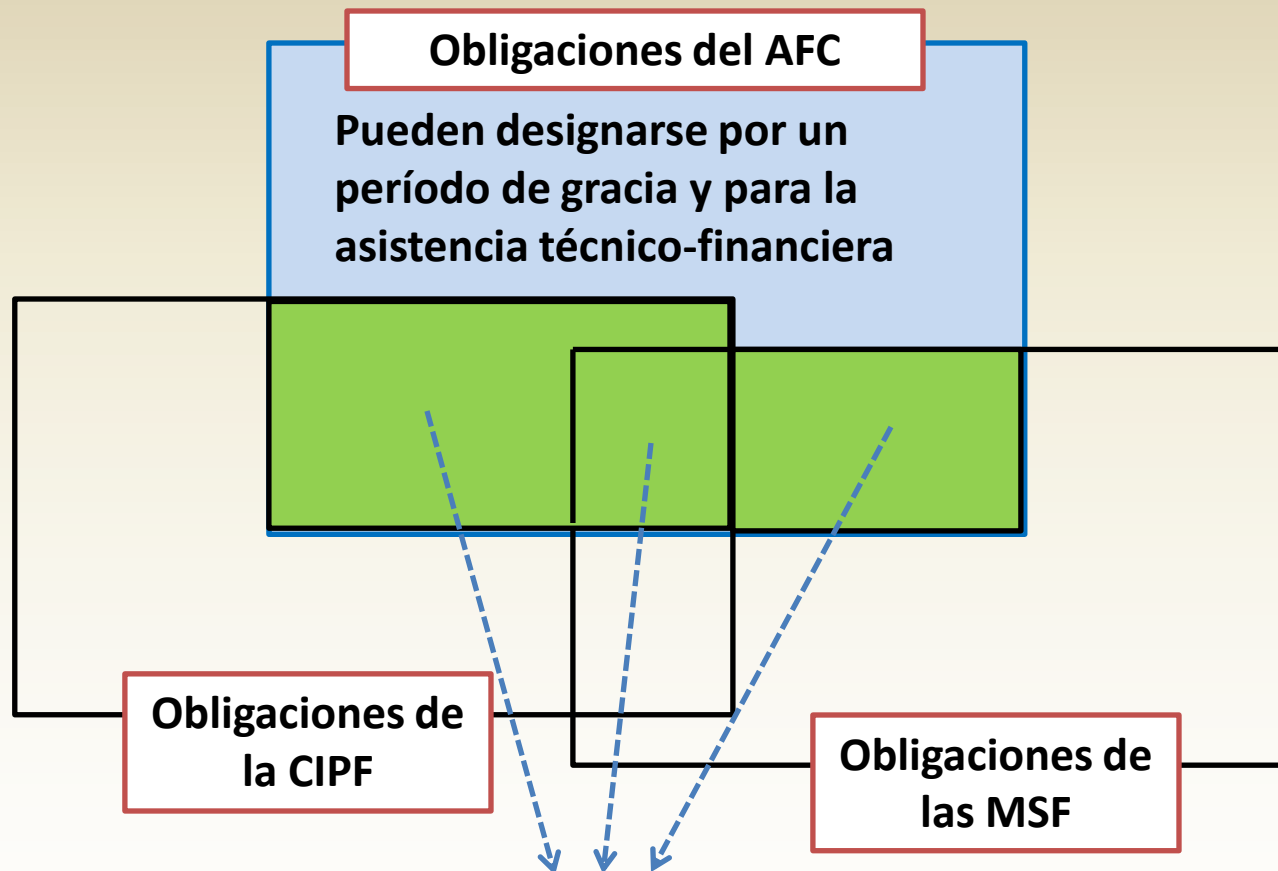 Obligaciones del AFC
Pueden designarse por un
período de gracia y para la
asistencia técnico-financiera
Obligaciones de
la CIPF
Obligaciones de
las MSF